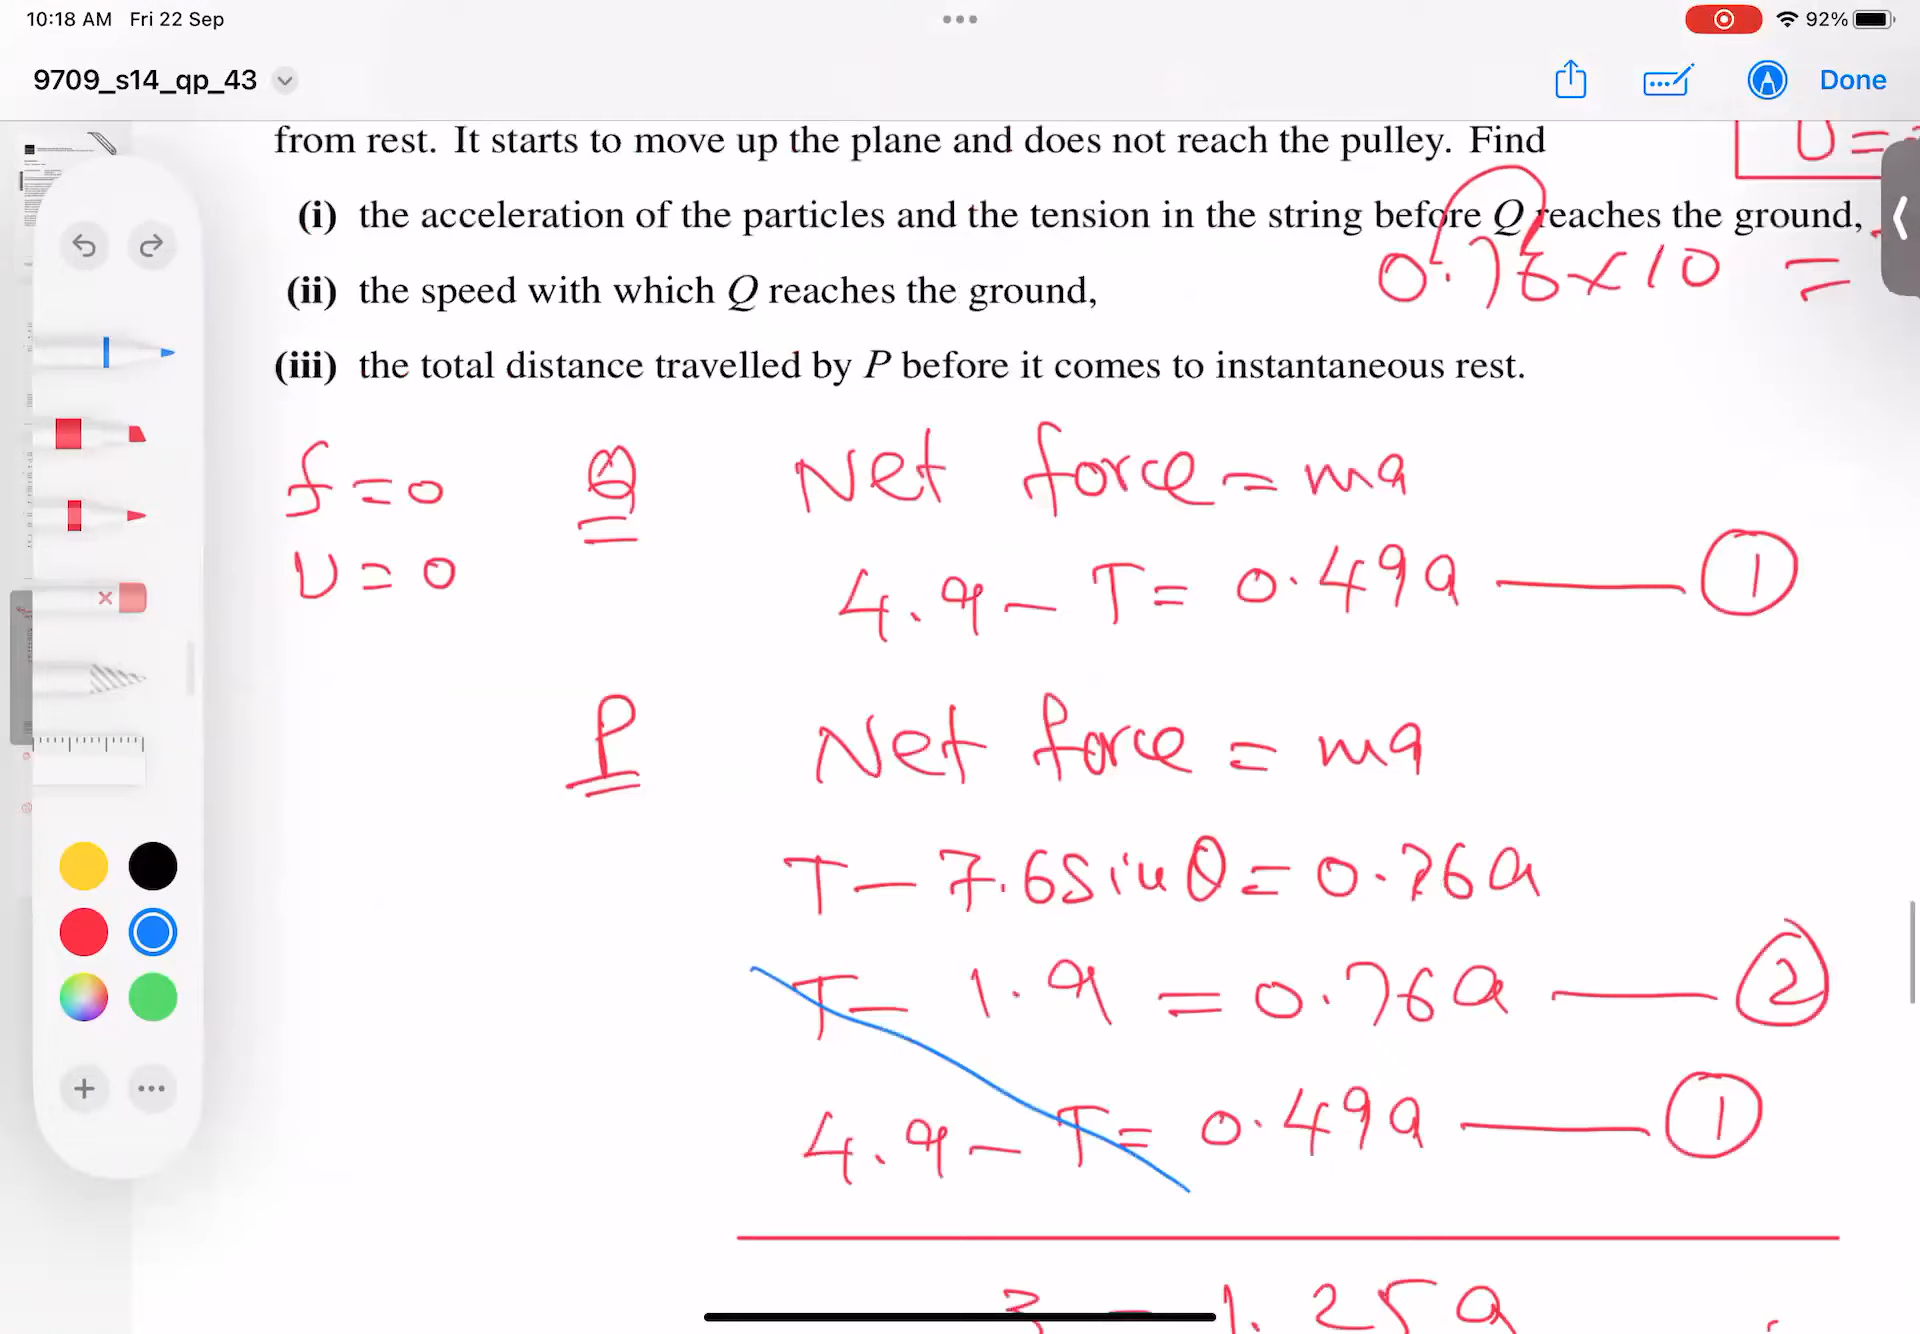 10:18 AM Fri 22 Sep
92%
9709_s14_qp_43
Done
from rest. It starts to move up the plane and does not reach the pulley. Find
U =
(i) the acceleration of the particles and the tension in the string before Q reaches the ground,
0.76 × 10 =
(ii) the speed with which Q reaches the ground,
(iii) the total distance travelled by P before it comes to instantaneous rest.
f = 0
Q
Net force = ma
U = 0
4.9 - T = 0.49a ——— 1
P
Net force = ma
T - 7.6 sin θ = 0.76a
T - 1.9 = 0.76a ——— 2
4.9 - T = 0.49a ——— 1
3 = 1.25a